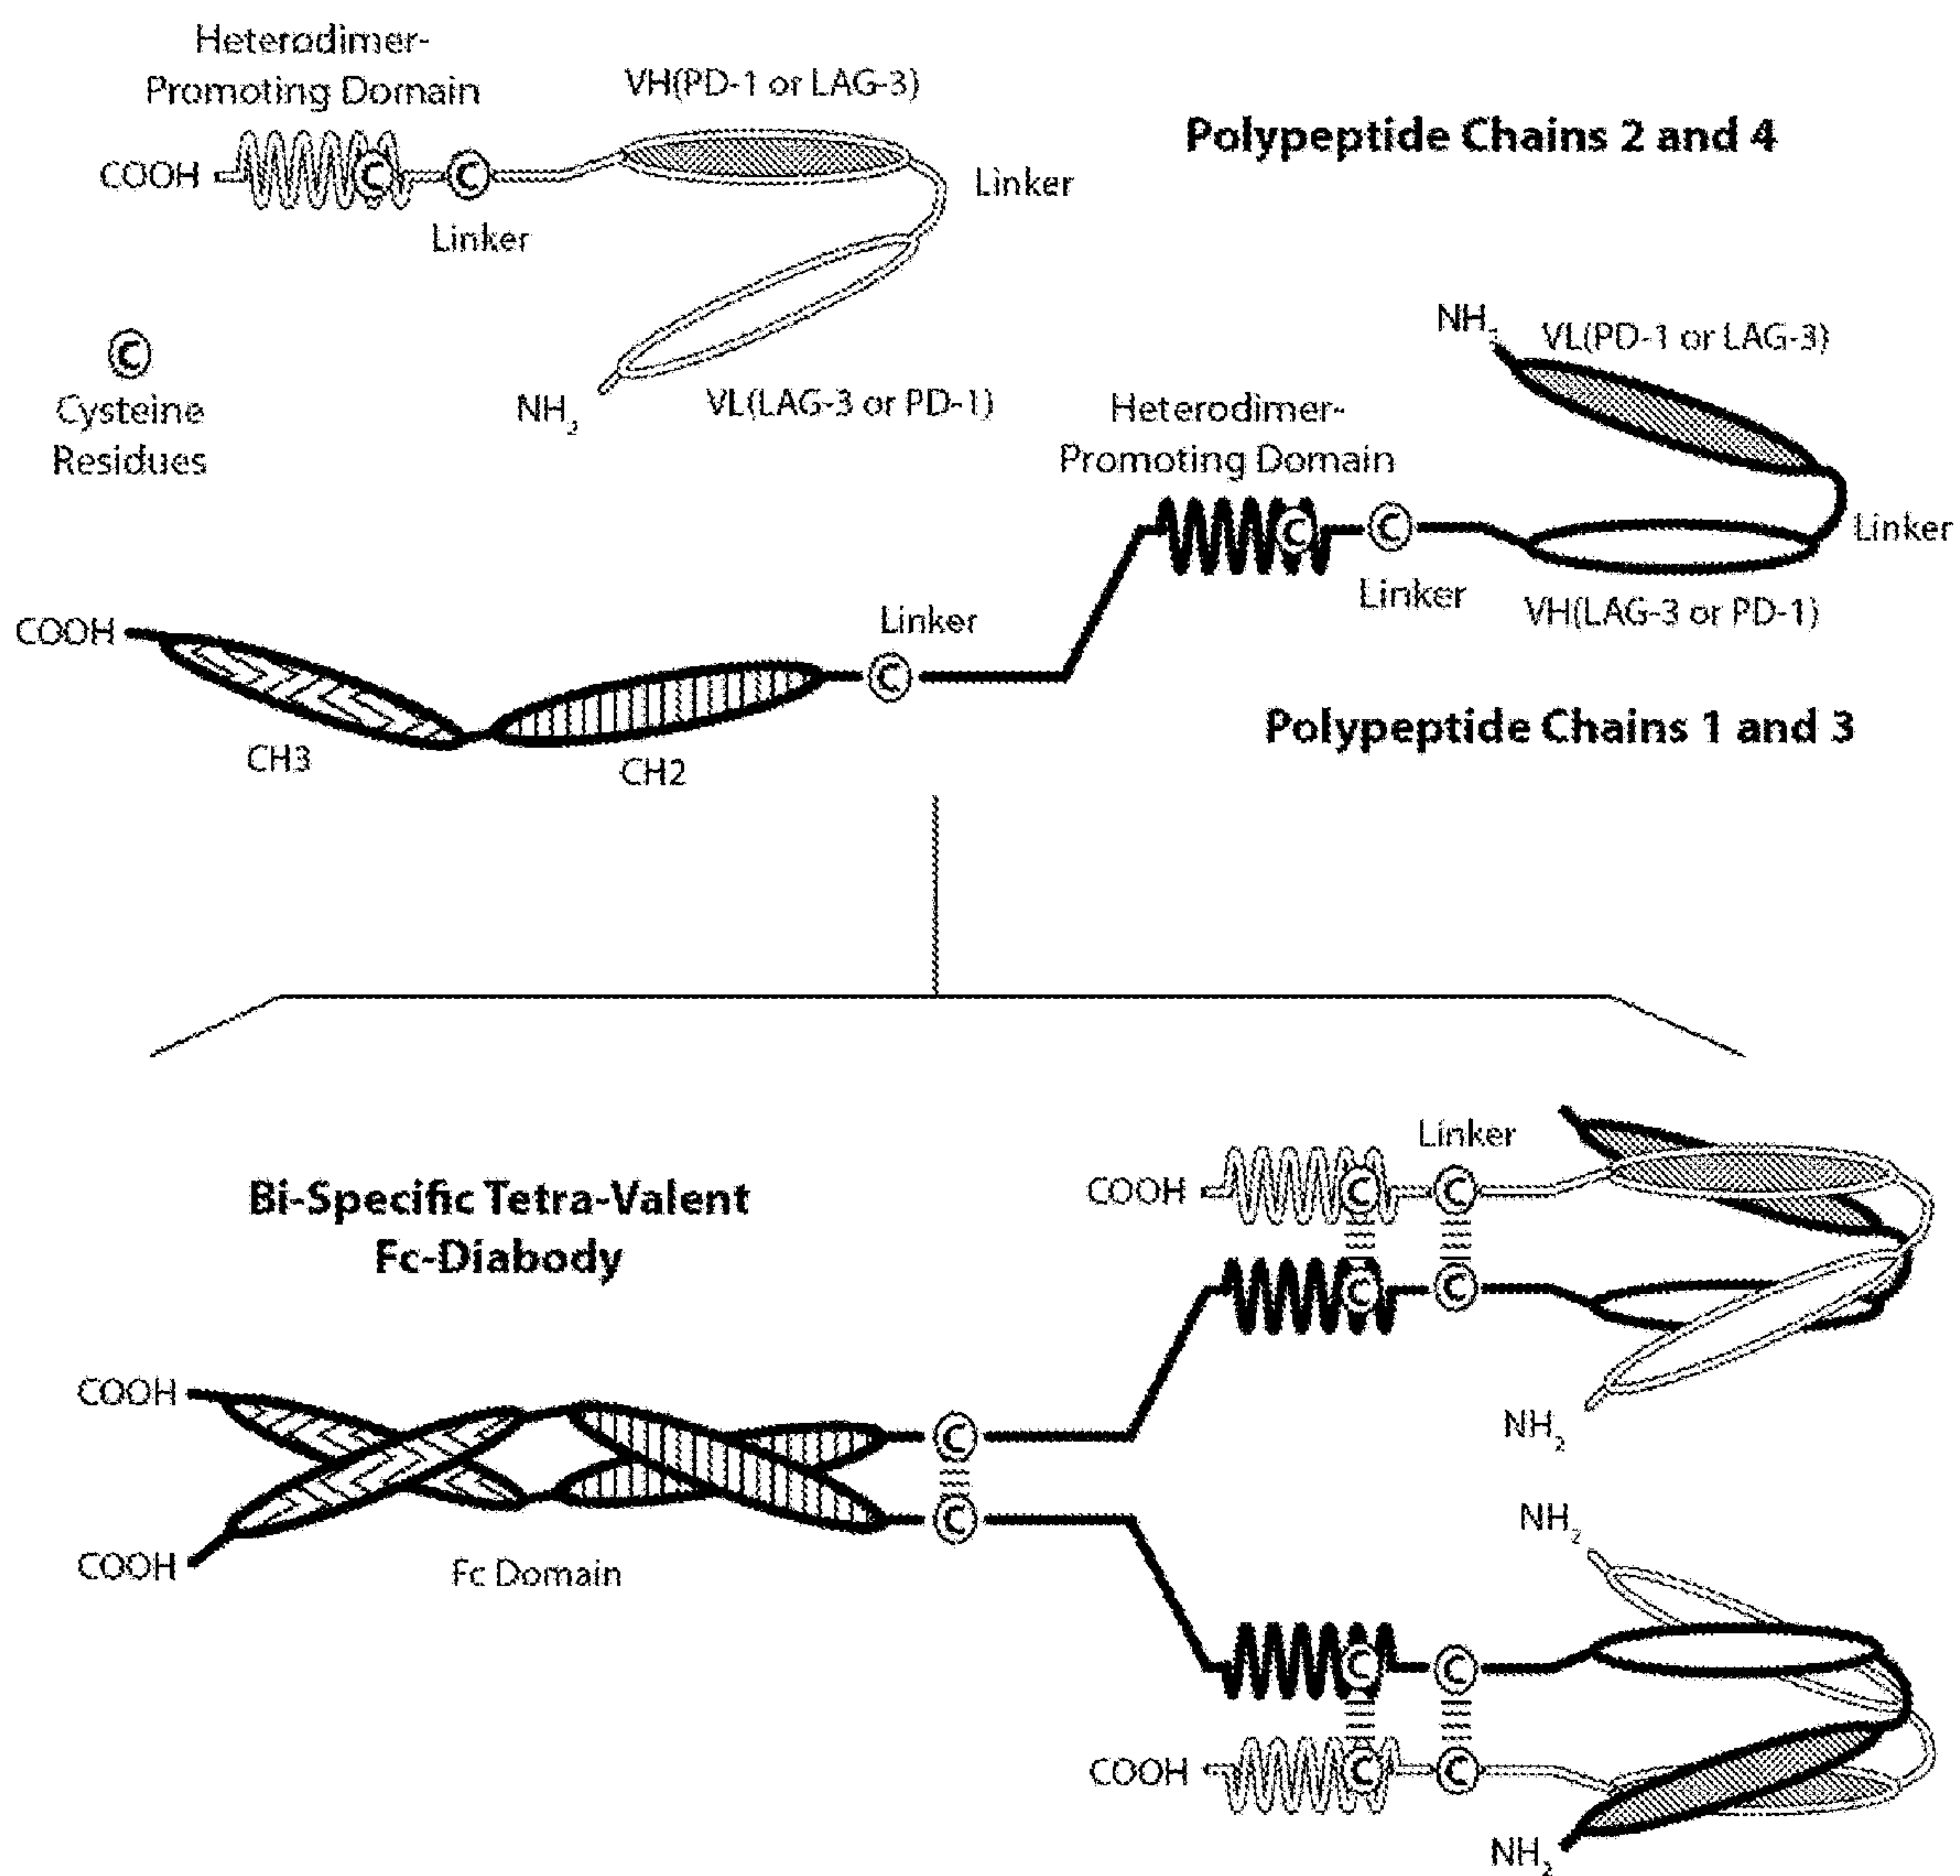 Heterodimer-
Promoting Domain
VH(PD-1 or LAG-3)
Polypeptide Chains 2 and 4
COOH
C
C
Linker
Linker
C
Cysteine
Residues
NH₂
VL(LAG-3 or PD-1)
NH
VL(PD-1 or LAG-3)
Heterodimer-
Promoting Domain
C
C
Linker
Linker
VH(LAG-3 or PD-1)
COOH
Linker
C
CH3
CH2
Polypeptide Chains 1 and 3
Bi-Specific Tetra-Valent
Fc-Diabody
Linker
COOH
C
C
C
C
NH₂
COOH
C
C
COOH
Fc Domain
NH₂
C
C
COOH
C
C
NH₂